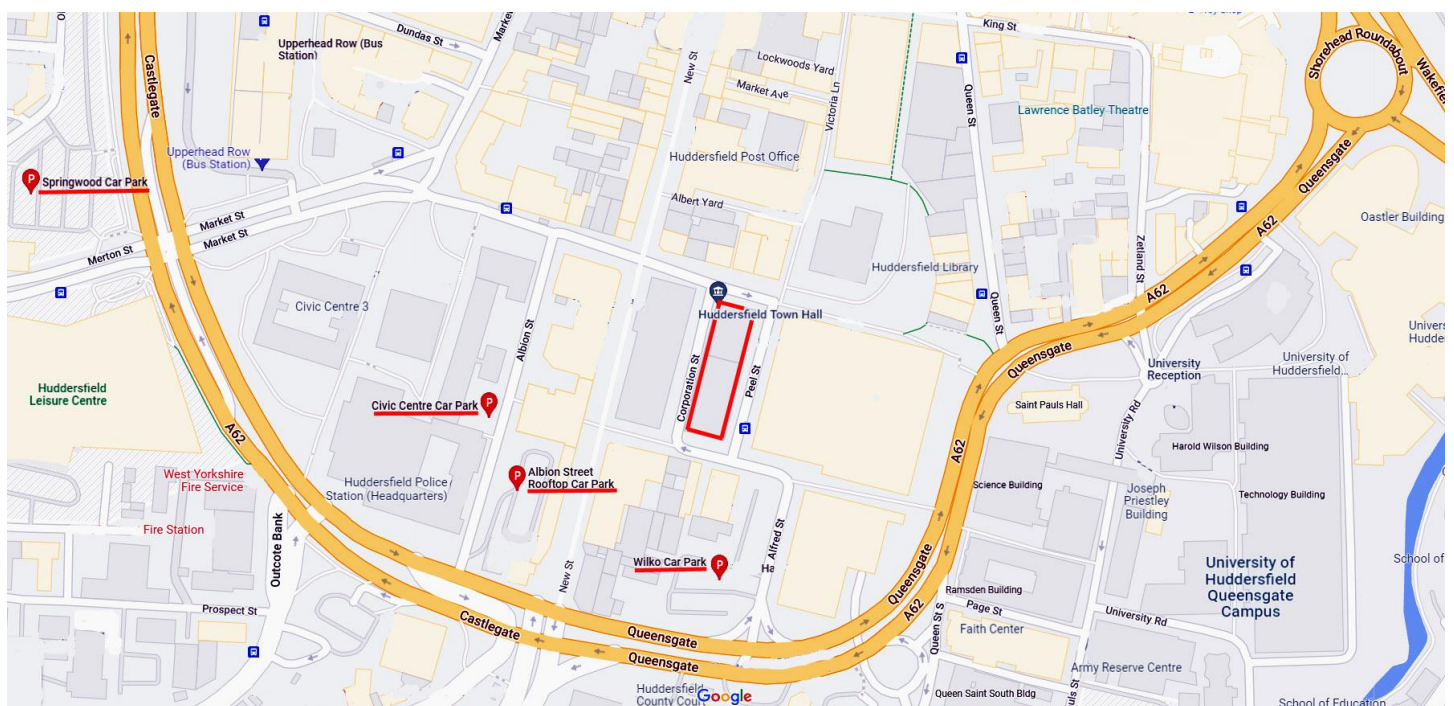 Dundas St
Market
New St
Lockwoods Yard
Market Ave
Victoria Ln
King St
Queen St
Shorehead Roundabout
Castlegate
Upperhead Row (Bus
Station)
Lawrence Batley Theatre
Queensgate
Upperhead Row
(Bus Station)
Huddersfield Post Office
P
Springwood Car Park
Albert Yard
Market St
Market St
Merton St
A62
Oastler Building
Zetland St
Huddersfield Library
Queen St
A62
Civic Centre 3
Huddersfield Town Hall
Albion St
Corporation St
Peel St
Queensgate
University
Reception
University of
Huddersfield...
Huddersfield
Leisure Centre
Civic Centre Car Park
P
Saint Pauls Hall
University Rd
A62
A62
Harold Wilson Building
West Yorkshire
Fire Service
Huddersfield Police
Station (Headquarters)
P
Albion Street
Rooftop Car Park
Science Building
Joseph
Priestley
Building
Technology Building
Fire Station
Outcote Bank
Alfred St
Ha
Wilko Car Park
P
New St
Queensgate
School of
University of
Huddersfield
Queensgate
Campus
Ramsden Building
Prospect St
Castlegate
Queensgate
A62
Queen St S
Page St
University Rd
Faith Center
Queensgate
Army Reserve Centre
Huddersfield
County Court
Google
Queen Saint South Bldg
School of Education